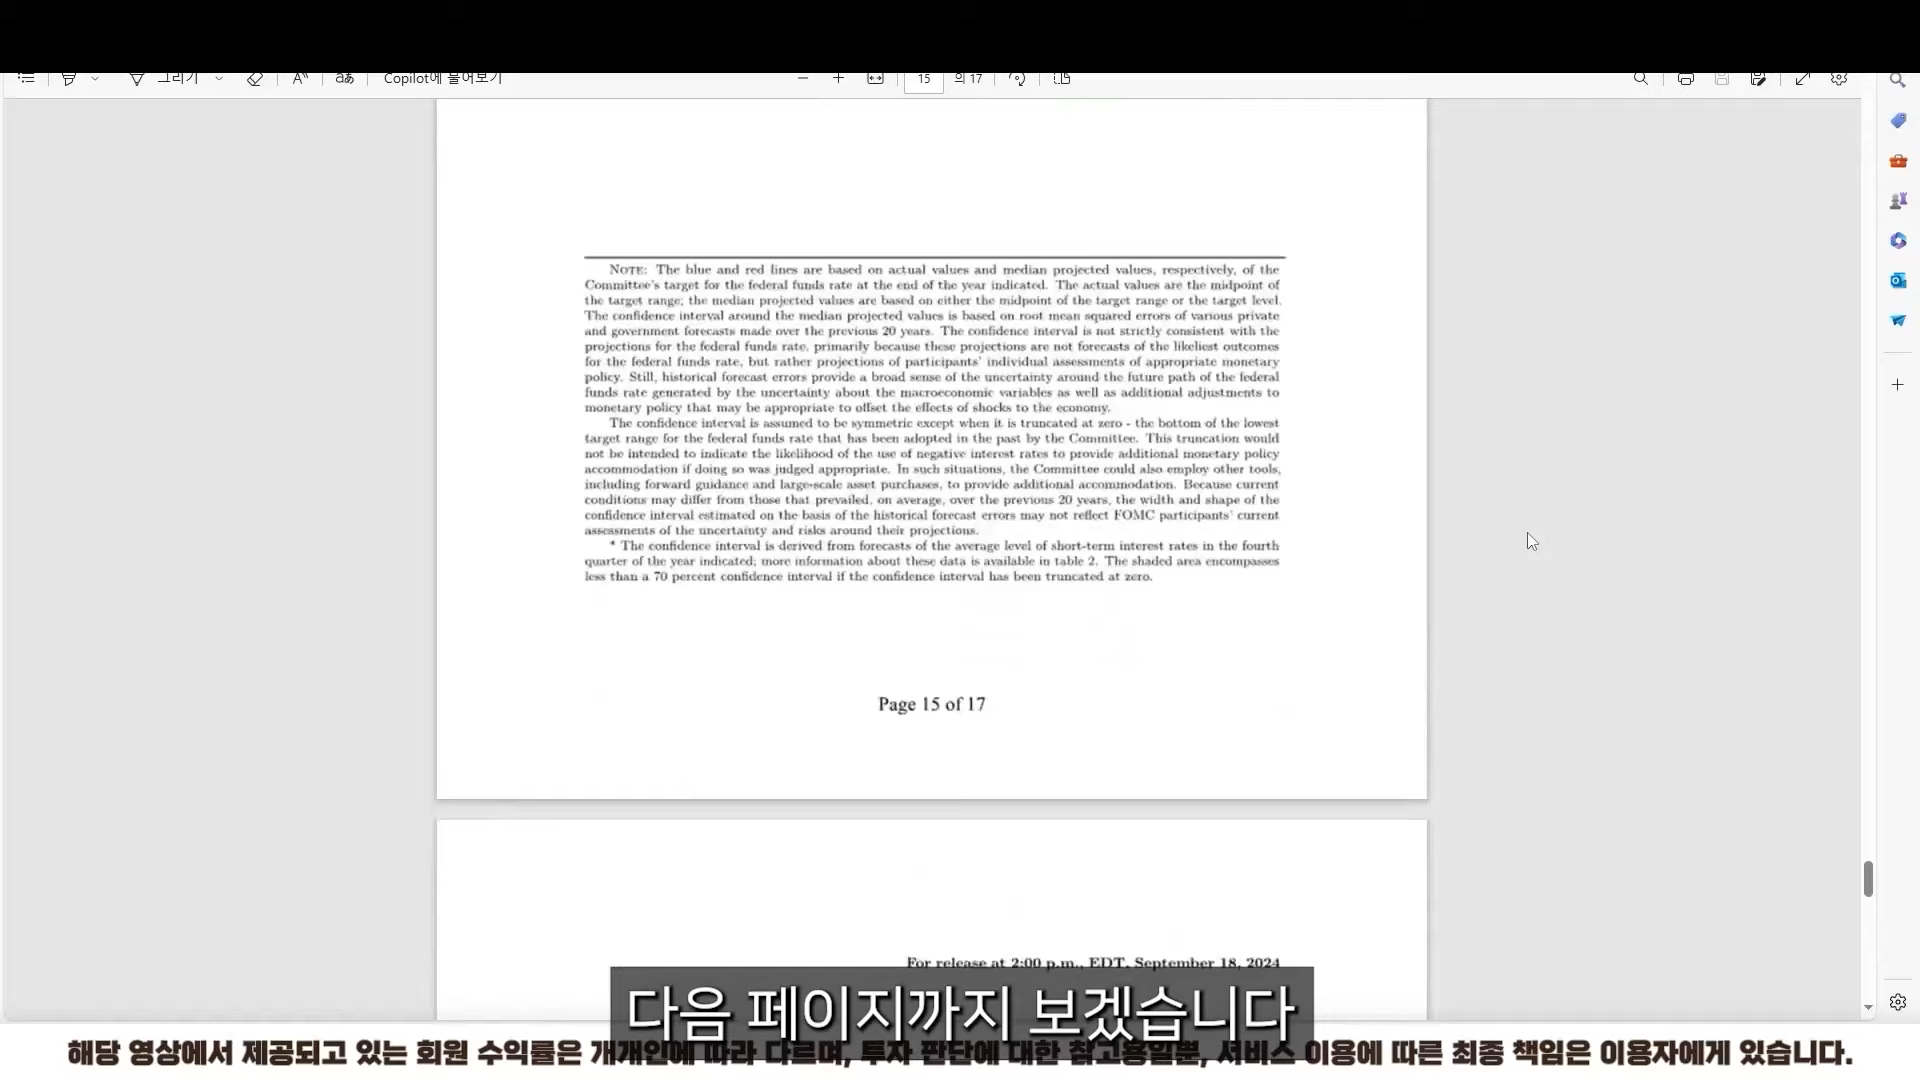 그리기 Copilot에 물어보기 15 의 17
NOTE: The blue and red lines are based on actual values and median projected values, respectively, of the
Committee's target for the federal funds rate at the end of the year indicated. The actual values are the midpoint of
the target range; the median projected values are based on either the midpoint of the target range or the target level.
The confidence interval around the median projected values is based on root mean squared errors of various private
and government forecasts made over the previous 20 years. The confidence interval is not strictly consistent with the
projections for the federal funds rate, primarily because these projections are not forecasts of the likeliest outcomes
for the federal funds rate, but rather projections of participants' individual assessments of appropriate monetary
policy. Still, historical forecast errors provide a broad sense of the uncertainty around the future path of the federal
funds rate generated by the uncertainty about the macroeconomic variables as well as additional adjustments to
monetary policy that may be appropriate to offset the effects of shocks to the economy.
The confidence interval is assumed to be symmetric except when it is truncated at zero - the bottom of the lowest
target range for the federal funds rate that has been adopted in the past by the Committee. This truncation would
not be intended to indicate the likelihood of the use of negative interest rates to provide additional monetary policy
accommodation if doing so was judged appropriate. In such situations, the Committee could also employ other tools,
including forward guidance and large-scale asset purchases, to provide additional accommodation. Because current
conditions may differ from those that prevailed, on average, over the previous 20 years, the width and shape of the
confidence interval estimated on the basis of the historical forecast errors may not reflect FOMC participants' current
assessments of the uncertainty and risks around their projections.
* The confidence interval is derived from forecasts of the average level of short-term interest rates in the fourth
quarter of the year indicated; more information about these data is available in table 2. The shaded area encompasses
less than a 70 percent confidence interval if the confidence interval has been truncated at zero.
Page 15 of 17
For release at 2:00 p.m., EDT, September 18, 2024
다음 페이지까지 보겠습니다
해당 영상에서 제공되고 있는 회원 수익률은 개개인에 따라 다르며, 투자 판단에 대한 참고용일뿐, 서비스 이용에 따른 최종 책임은 이용자에게 있습니다.